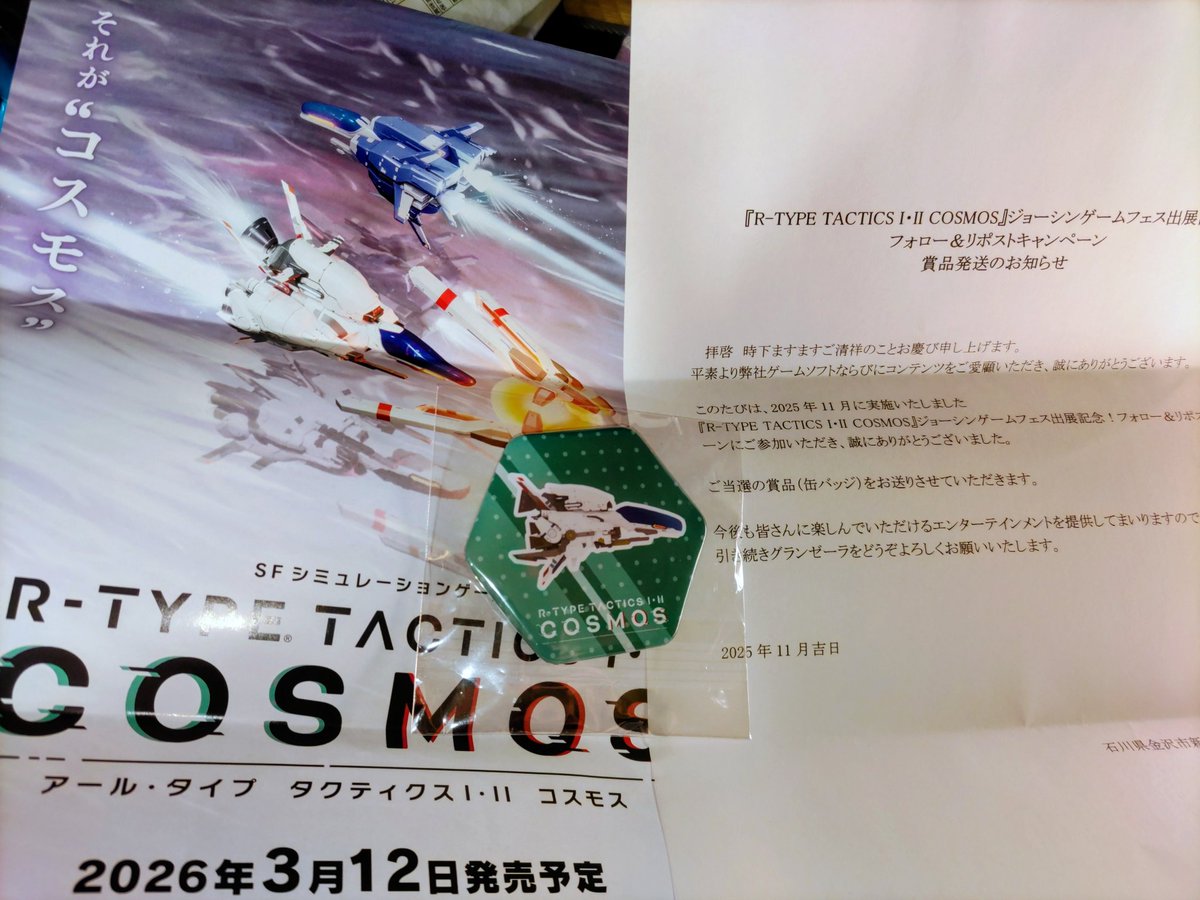 それが“コスモス”
SFシミュレーションゲー
R-TYPE® TACTICS I
COSMOS
アール・タイプ タクティクスI・II コスモス
2026年3月12日発売予定
R-TYPE TACTICS I・II
COSMOS
『R-TYPE TACTICS I・II COSMOS』ジョーシンゲームフェス出展
フォロー＆リポストキャンペーン
賞品発送のお知らせ
拝啓 時下ますますご清祥のことお慶び申し上げます。
平素より弊社ゲームソフトならびにコンテンツをご愛顧いただき、誠にありがとうございます。
このたびは、2025年11月に実施いたしました
『R-TYPE TACTICS I・II COSMOS』ジョーシンゲームフェス出展記念！フォロー＆リポス
ーンにご参加いただき、誠にありがとうございました。
ご当選の賞品（缶バッジ）をお送りさせていただきます。
今後も皆さんに楽しんでいただけるエンターテインメントを提供してまいりますので
引き続きグランゼーラをどうぞよろしくお願いいたします。
2025年11月吉日
石川県金沢市新